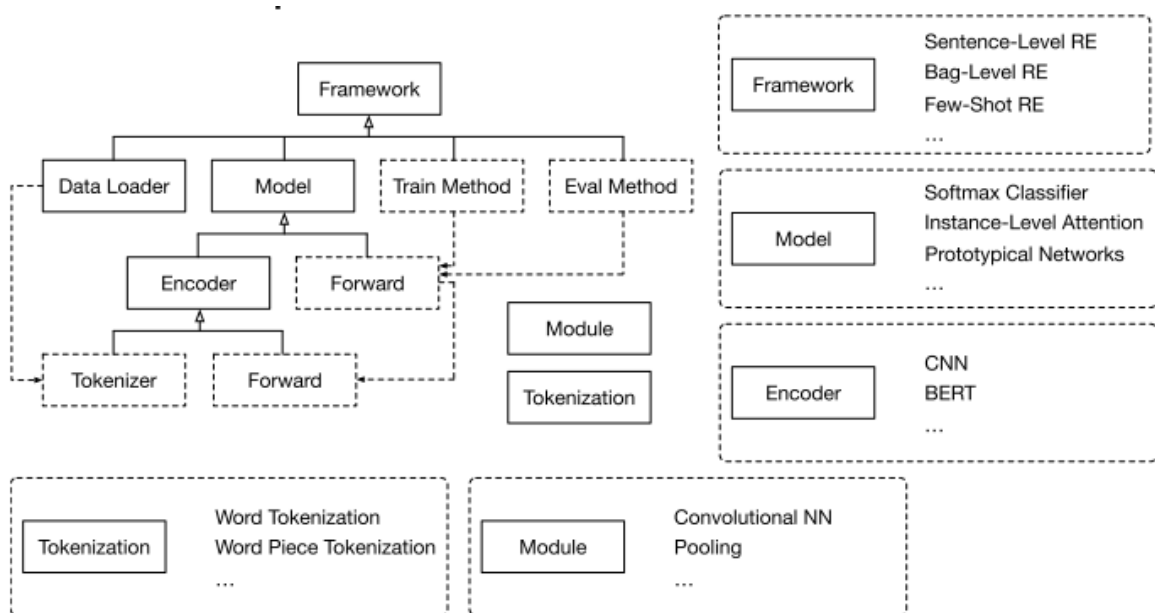 Framework
Data Loader
Model
Train Method
Eval Method
Encoder
Forward
Tokenizer
Forward
Module
Tokenization
Framework
Sentence-Level RE
Bag-Level RE
Few-Shot RE
...
Model
Softmax Classifier
Instance-Level Attention
Prototypical Networks
...
Encoder
CNN
BERT
...
Tokenization
Word Tokenization
Word Piece Tokenization
...
Module
Convolutional NN
Pooling
...